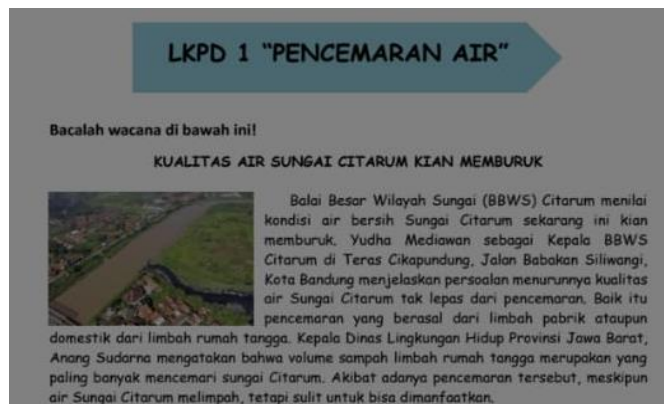 LKPD 1 "PENCEMARAN AIR"
Bacalah wacana di bawah ini!
KUALITAS AIR SUNGAI CITARUM KIAN MEMBURUK
Balai Besar Wilayah Sungai (BBWS) Citarum menilai
kondisi air bersih Sungai Citarum sekarang ini kian
memburuk. Yudha Mediawan sebagai Kepala BBWS
Citarum di Teras Cikapundung, Jalan Babakan Siliwangi,
Kota Bandung menjelaskan persoalan menurunnya kualitas
air Sungai Citarum tak lepas dari pencemaran. Baik itu
pencemaran yang berasal dari limbah pabrik ataupun
domestik dari limbah rumah tangga. Kepala Dinas Lingkungan Hidup Provinsi Jawa Barat,
Anang Sudarna mengatakan bahwa volume sampah limbah rumah tangga merupakan yang
paling banyak mencemari sungai Citarum. Akibat adanya pencemaran tersebut, meskipun
air Sungai Citarum melimpah, tetapi sulit untuk bisa dimanfaatkan.